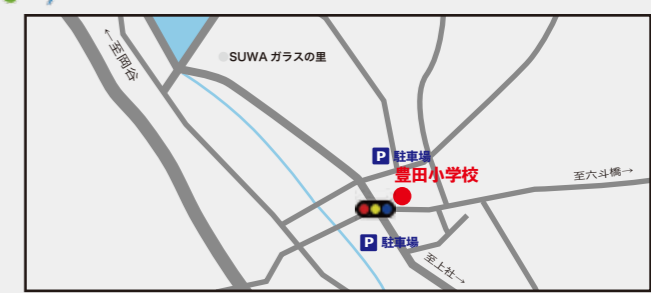 ←至岡谷
SUWA ガラスの里
P 駐車場
豊田小学校
至六斗橋→
P 駐車場
至上社→